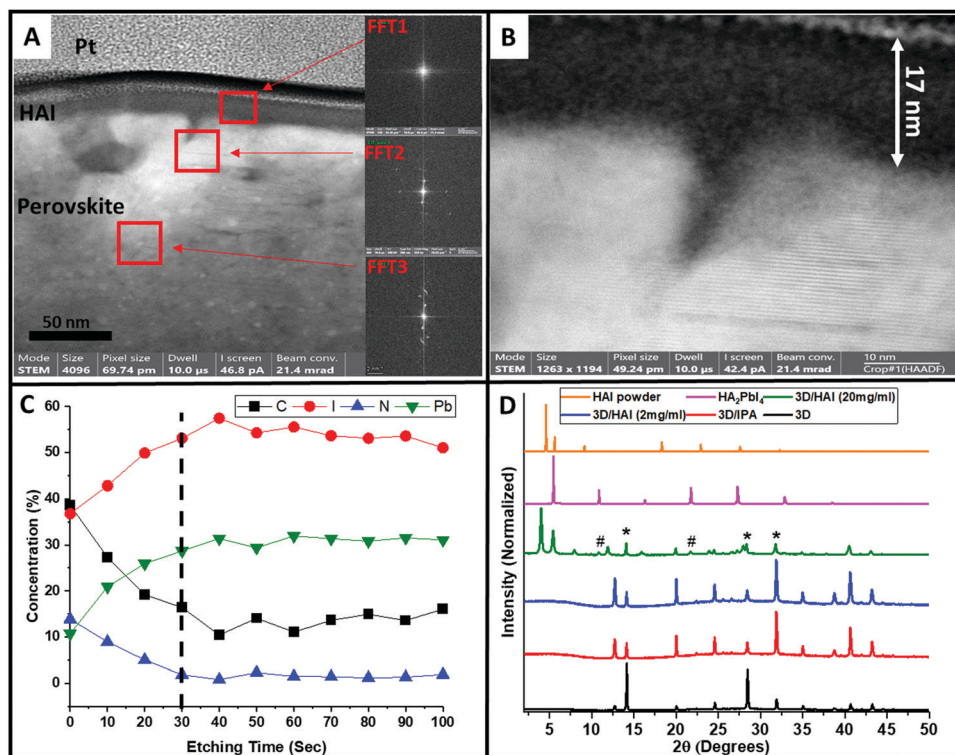 A
Pt
HAI
Perovskite
FFT1
FFT2
FFT3
50 nm
Mode Size Pixel size Dwell I screen Beam conv.
STEM 4096 69.74 pm 10.0 µs 46.8 pA 21.4 mrad
B
17 nm
Mode Size Pixel size Dwell I screen Beam conv. 10 nm
STEM 1263 x 1194 49.24 pm 10.0 µs 42.4 pA 21.4 mrad Crop#1(HAADF)
C
C I N Pb
Concentration (%)
60
50
40
30
20
10
0
0 10 20 30 40 50 60 70 80 90 100
Etching Time (Sec)
D
HAI powder HA₂PbI₄ 3D/HAI (20mg/ml)
3D/HAI (2mg/ml) 3D/IPA 3D
Intensity (Normalized)
# * # * *
5 10 15 20 25 30 35 40 45 50
2θ (Degrees)